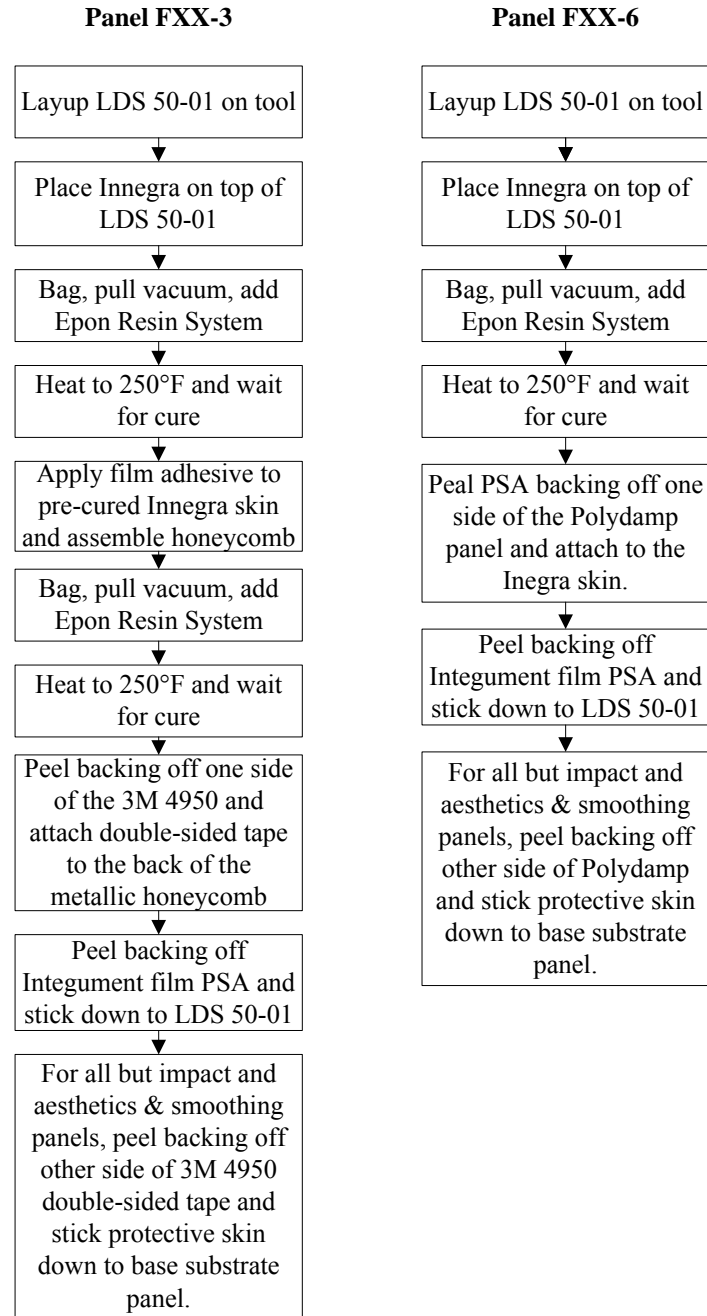 Panel FXX-3
Layup LDS 50-01 on tool
Place Innegra on top of
LDS 50-01
Bag, pull vacuum, add
Epon Resin System
Heat to 250°F and wait
for cure
Apply film adhesive to
pre-cured Innegra skin
and assemble honeycomb
Bag, pull vacuum, add
Epon Resin System
Heat to 250°F and wait
for cure
Peel backing off one side
of the 3M 4950 and
attach double-sided tape
to the back of the
metallic honeycomb
Peel backing off
Integument film PSA and
stick down to LDS 50-01
For all but impact and
aesthetics & smoothing
panels, peel backing off
other side of 3M 4950
double-sided tape and
stick protective skin
down to base substrate
panel.
Panel FXX-6
Layup LDS 50-01 on tool
Place Innegra on top of
LDS 50-01
Bag, pull vacuum, add
Epon Resin System
Heat to 250°F and wait
for cure
Peal PSA backing off one
side of the Polydamp
panel and attach to the
Inegra skin.
Peel backing off
Integument film PSA and
stick down to LDS 50-01
For all but impact and
aesthetics & smoothing
panels, peel backing off
other side of Polydamp
and stick protective skin
down to base substrate
panel.